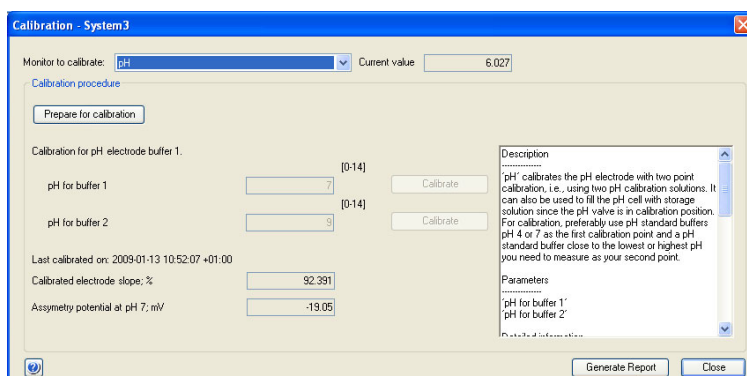 Calibration - System3
Monitor to calibrate: pH Current value 6.027
Calibration procedure
Prepare for calibration
Calibration for pH electrode buffer 1.
[0-14]
pH for buffer 1 7 Calibrate
[0-14]
pH for buffer 2 9 Calibrate
Last calibrated on: 2009-01-13 10:52:07 +01:00
Calibrated electrode slope; % 92.391
Assymetry potential at pH 7; mV -19.05
Description
---------------
'pH' calibrates the pH electrode with two point
calibration, i.e., using two pH calibration solutions. It
can also be used to fill the pH cell with storage
solution since the pH valve is in calibration position.
For calibration, preferably use pH standard buffers
pH 4 or 7 as the first calibration point and a pH
standard buffer close to the lowest or highest pH
you need to measure as your second point.
Parameters
---------------
'pH for buffer 1'
'pH for buffer 2'
Detailed information
Generate Report Close